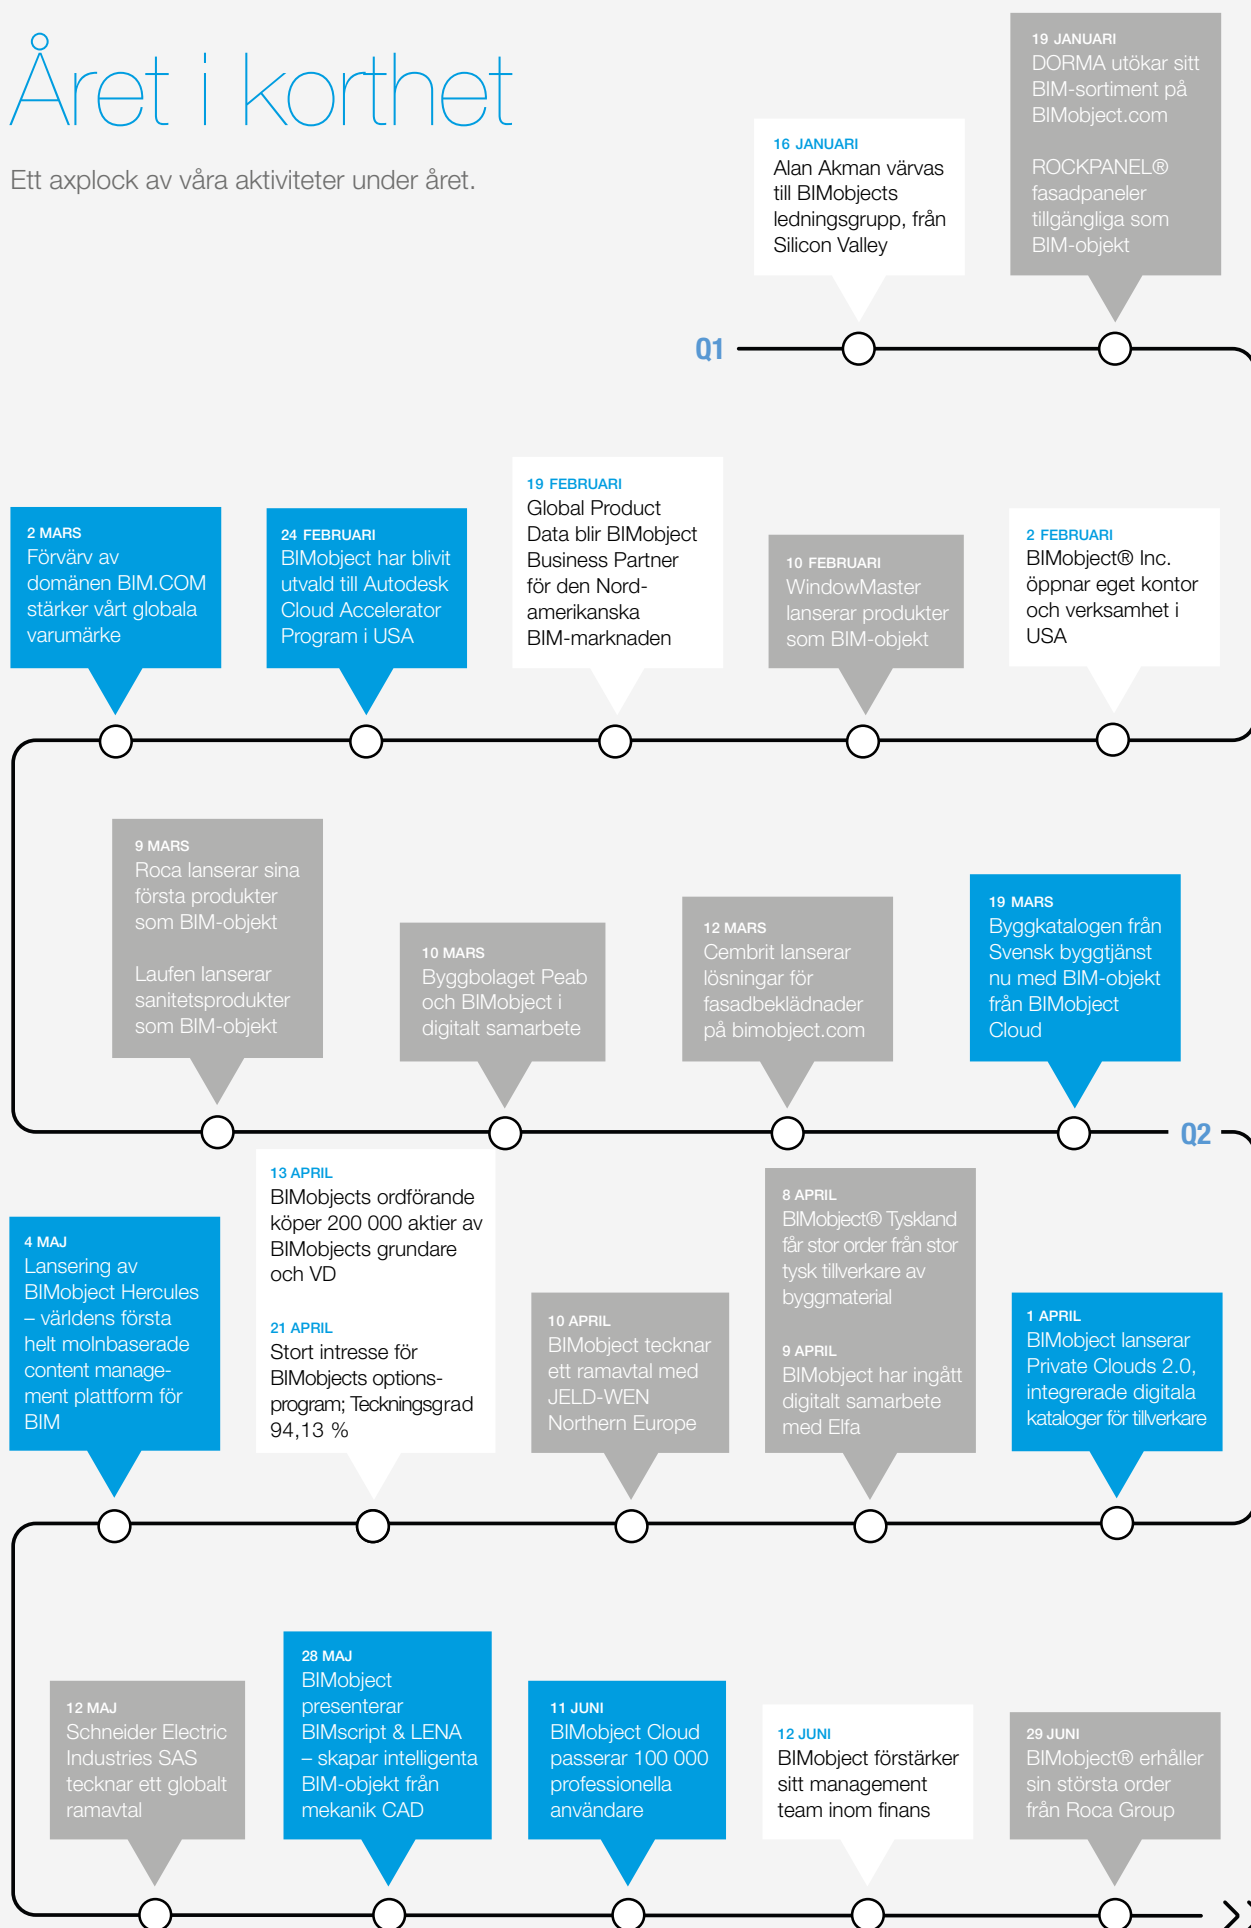 Året i korthet
Ett axplock av våra aktiviteter under året.
16 JANUARI
Alan Akman värvas
till BIMobjects
ledningsgrupp, från
Silicon Valley
19 JANUARI
DORMA utökar sitt
BIM-sortiment på
BIMobject.com
ROCKPANEL®
fasadpaneler
tillgängliga som
BIM-objekt
Q1
2 FEBRUARI
BIMobject® Inc.
öppnar eget kontor
och verksamhet i
USA
10 FEBRUARI
WindowMaster
lanserar produkter
som BIM-objekt
19 FEBRUARI
Global Product
Data blir BIMobject
Business Partner
för den Nord-
amerikanska
BIM-marknaden
24 FEBRUARI
BIMobject har blivit
utvald till Autodesk
Cloud Accelerator
Program i USA
2 MARS
Förvärv av
domänen BIM.COM
stärker vårt globala
varumärke
9 MARS
Roca lanserar sina
första produkter
som BIM-objekt
Laufen lanserar
sanitetsprodukter
som BIM-objekt
10 MARS
Byggbolaget Peab
och BIMobject i
digitalt samarbete
12 MARS
Cembrit lanserar
lösningar för
fasadbeklädnader
på bimobject.com
19 MARS
Byggkatalogen från
Svensk byggtjänst
nu med BIM-objekt
från BIMobject
Cloud
Q2
1 APRIL
BIMobject lanserar
Private Clouds 2.0,
integrerade digitala
kataloger för tillverkare
8 APRIL
BIMobject® Tyskland
får stor order från stor
tysk tillverkare av
byggmaterial
9 APRIL
BIMobject har ingått
digitalt samarbete
med Elfa
10 APRIL
BIMobject tecknar
ett ramavtal med
JELD-WEN
Northern Europe
13 APRIL
BIMobjects ordförande
köper 200 000 aktier av
BIMobjects grundare
och VD
21 APRIL
Stort intresse för
BIMobjects options-
program; Teckningsgrad
94,13 %
4 MAJ
Lansering av
BIMobject Hercules
– världens första
helt molnbaserade
content manage-
ment plattform för
BIM
12 MAJ
Schneider Electric
Industries SAS
tecknar ett globalt
ramavtal
28 MAJ
BIMobject
presenterar
BIMscript & LENA
– skapar intelligenta
BIM-objekt från
mekanik CAD
11 JUNI
BIMobject Cloud
passerar 100 000
professionella
användare
12 JUNI
BIMobject förstärker
sitt management
team inom finans
29 JUNI
BIMobject® erhåller
sin största order
från Roca Group